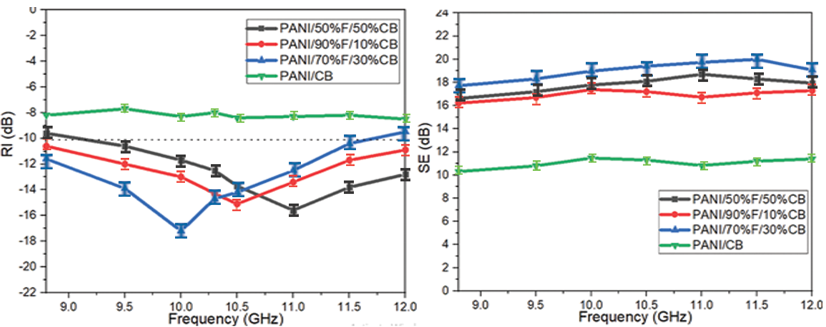 0
-2
-4
-6
-8
-10
-12
-14
-16
-18
-20
-22
RI (dB)
PANI/50%F/50%CB
PANI/90%F/10%CB
PANI/70%F/30%CB
PANI/CB
9.0 9.5 10.0 10.5 11.0 11.5 12.0
Frequency (GHz)
24
22
20
18
16
14
12
10
8
6
4
2
0
SE (dB)
PANI/50%F/50%CB
PANI/90%F/10%CB
PANI/70%F/30%CB
PANI/CB
9.0 9.5 10.0 10.5 11.0 11.5 12.0
Frequency (GHz)